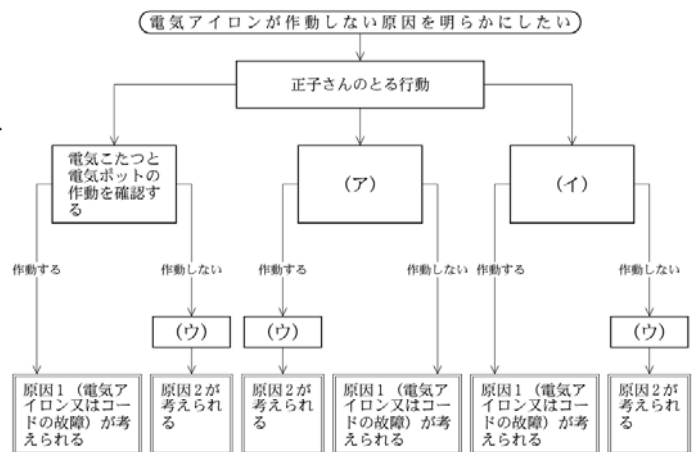 電気アイロンが作動しない原因を明らかにしたい
正子さんのとる行動
電気こたつと
電気ポットの
作動を確認す
る
（ア）
（イ）
作動する
作動しない
作動する
作動しない
作動する
作動しない
（ウ）
（ウ）
（ウ）
原因1（電気ア
イロン又はコー
ドの故障）が考
えられる
原因2が
考えられ
る
原因2が
考えられ
る
原因1（電気ア
イロン又はコー
ドの故障）が考
えられる
原因1（電気ア
イロン又はコー
ドの故障）が考
えられる
原因2が
考えられ
る